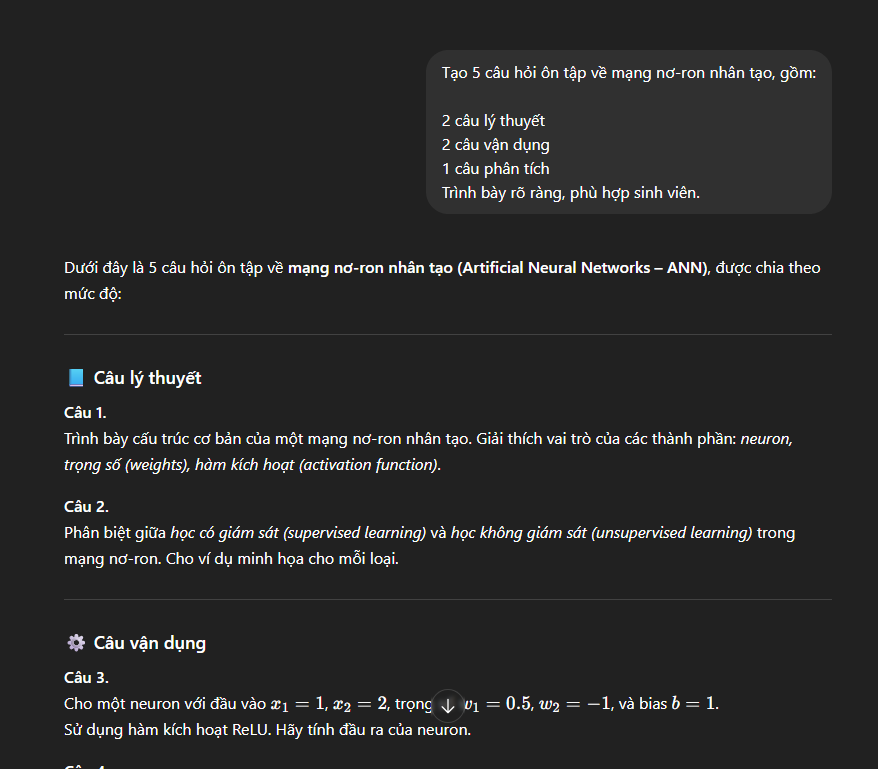 Tạo 5 câu hỏi ôn tập về mạng nơ-ron nhân tạo, gồm:
2 câu lý thuyết
2 câu vận dụng
1 câu phân tích
Trình bày rõ ràng, phù hợp sinh viên.
Dưới đây là 5 câu hỏi ôn tập về mạng nơ-ron nhân tạo (Artificial Neural Networks – ANN), được chia theo
mức độ:
📘 Câu lý thuyết
Câu 1.
Trình bày cấu trúc cơ bản của một mạng nơ-ron nhân tạo. Giải thích vai trò của các thành phần: neuron,
trọng số (weights), hàm kích hoạt (activation function).
Câu 2.
Phân biệt giữa học có giám sát (supervised learning) và học không giám sát (unsupervised learning) trong
mạng nơ-ron. Cho ví dụ minh họa cho mỗi loại.
⚙️ Câu vận dụng
Câu 3.
Cho một neuron với đầu vào x₁ = 1, x₂ = 2, trọng w₁ = 0.5, w₂ = −1, và bias b = 1.
Sử dụng hàm kích hoạt ReLU. Hãy tính đầu ra của neuron.